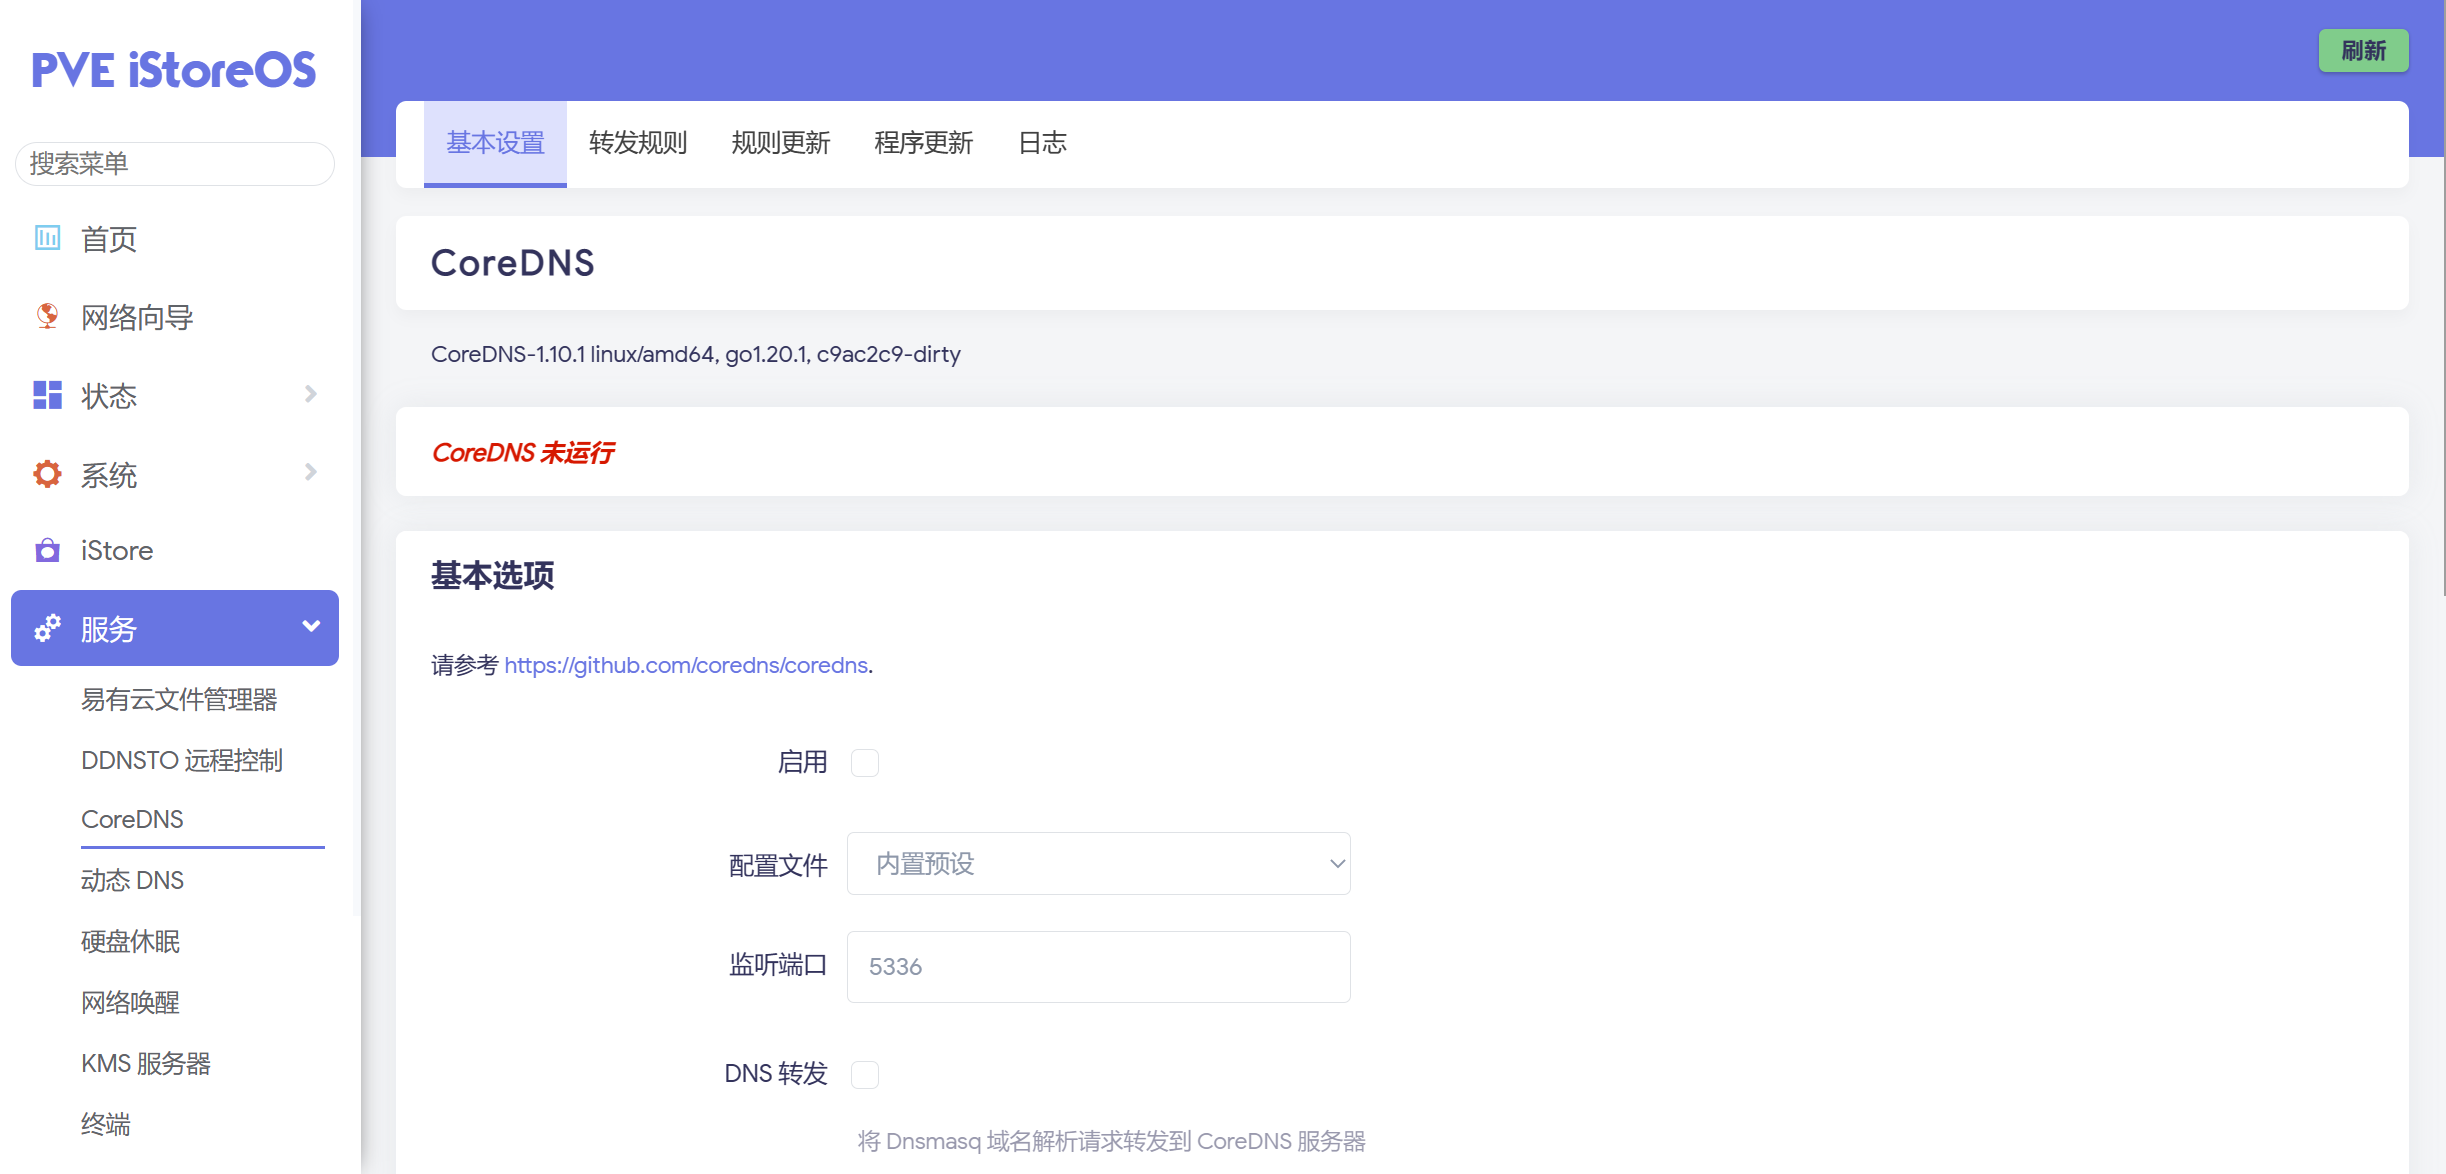 PVE iStoreOS
搜索菜单
首页
网络向导
状态
系统
iStore
服务
易有云文件管理器
DDNSTO 远程控制
CoreDNS
动态 DNS
硬盘休眠
网络唤醒
KMS 服务器
终端
刷新
基本设置 转发规则 规则更新 程序更新 日志
CoreDNS
CoreDNS-1.10.1 linux/amd64, go1.20.1, c9ac2c9-dirty
CoreDNS 未运行
基本选项
请参考 https://github.com/coredns/coredns.
启用
配置文件 内置预设
监听端口 5336
DNS 转发
将 Dnsmasq 域名解析请求转发到 CoreDNS 服务器